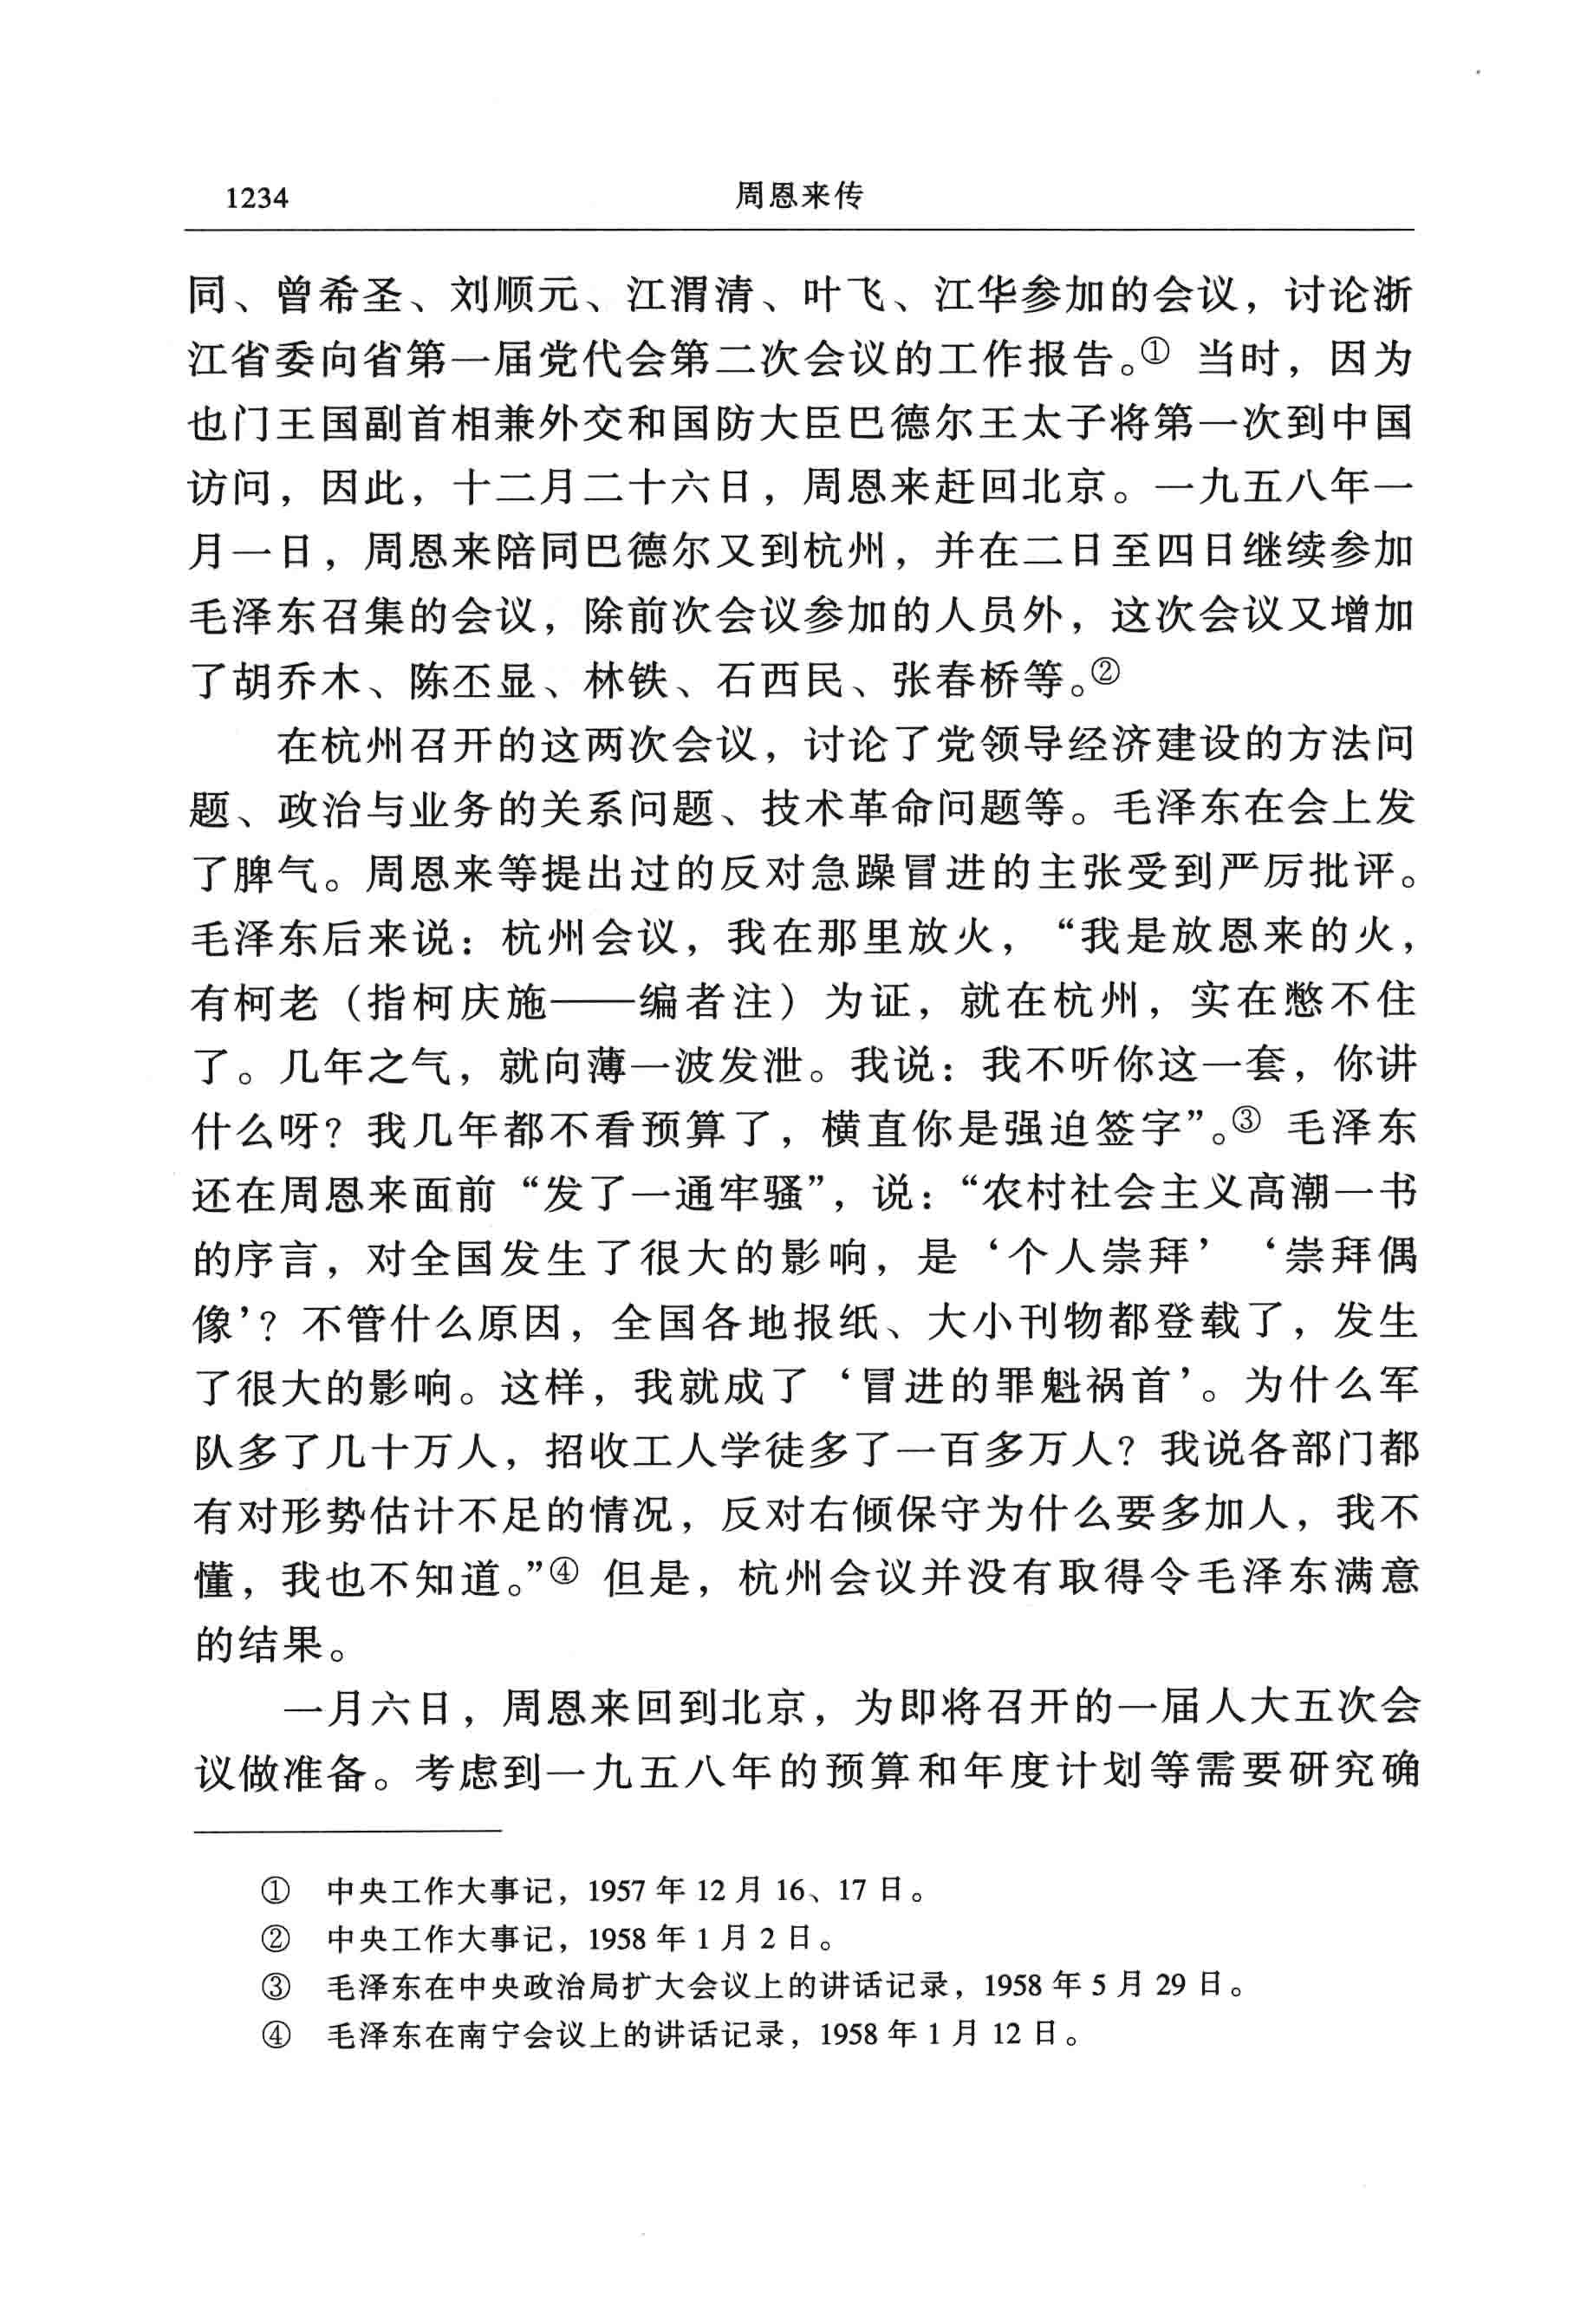 1234 周恩来传
同、曾希圣、刘顺元、江渭清、叶飞、江华参加的会议，讨论浙
江省委向省第一届党代会第二次会议的工作报告。① 当时，因为
也门王国副首相兼外交和国防大臣巴德尔王太子将第一次到中国
访问，因此，十二月二十六日，周恩来赶回北京。一九五八年一
月一日，周恩来陪同巴德尔又到杭州，并在二日至四日继续参加
毛泽东召集的会议，除前次会议参加的人员外，这次会议又增加
了胡乔木、陈丕显、林铁、石西民、张春桥等。②
在杭州召开的这两次会议，讨论了党领导经济建设的方法问
题、政治与业务的关系问题、技术革命问题等。毛泽东在会上发
了脾气。周恩来等提出过的反对急躁冒进的主张受到严厉批评。
毛泽东后来说：杭州会议，我在那里放火，“我是放恩来的火，
有柯老（指柯庆施——编者注）为证，就在杭州，实在憋不住
了。几年之气，就向薄一波发泄。我说：我不听你这一套，你讲
什么呀？我几年都不看预算了，横直你是强迫签字”。③ 毛泽东
还在周恩来面前“发了一通牢骚”，说：“农村社会主义高潮一书
的序言，对全国发生了很大的影响，是‘个人崇拜’‘崇拜偶
像’？不管什么原因，全国各地报纸、大小刊物都登载了，发生
了很大的影响。这样，我就成了‘冒进的罪魁祸首’。为什么军
队多了几十万人，招收工人学徒多了一百多万人？我说各部门都
有对形势估计不足的情况，反对右倾保守为什么要多加人，我不
懂，我也不知道。”④ 但是，杭州会议并没有取得令毛泽东满意
的结果。
一月六日，周恩来回到北京，为即将召开的一届人大五次会
议做准备。考虑到一九五八年的预算和年度计划等需要研究确
① 中央工作大事记，1957 年 12 月 16、17 日。
② 中央工作大事记，1958 年 1 月 2 日。
③ 毛泽东在中央政治局扩大会议上的讲话记录，1958 年 5 月 29 日。
④ 毛泽东在南宁会议上的讲话记录，1958 年 1 月 12 日。